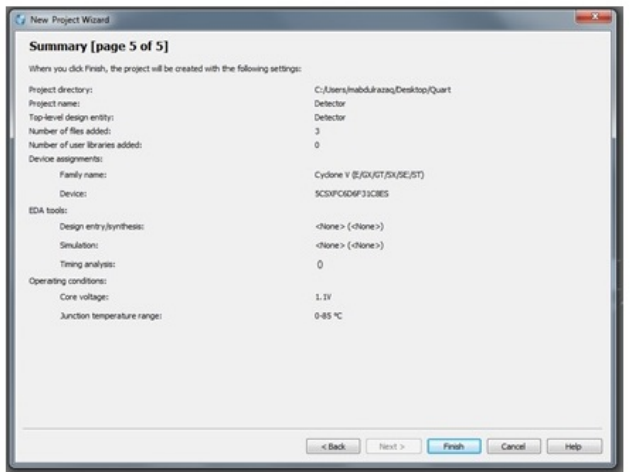 New Project Wizard
Summary [page 5 of 5]
When you click Finish, the project will be created with the following settings:
Project directory: C:/Users/mabdulrazaq/Desktop/Quart
Project name: Detector
Top-level design entity: Detector
Number of files added: 3
Number of user libraries added: 0
Device assignments:
Family name: Cyclone V (E/GX/GT/SX/SE/ST)
Device: 5CSXFC6D6F31C8ES
EDA tools:
Design entry/synthesis: <None> (<None>)
Simulation: <None> (<None>)
Timing analysis: ()
Operating conditions:
Core voltage: 1.1V
Junction temperature range: 0-85 °C
< Back Next > Finish Cancel Help